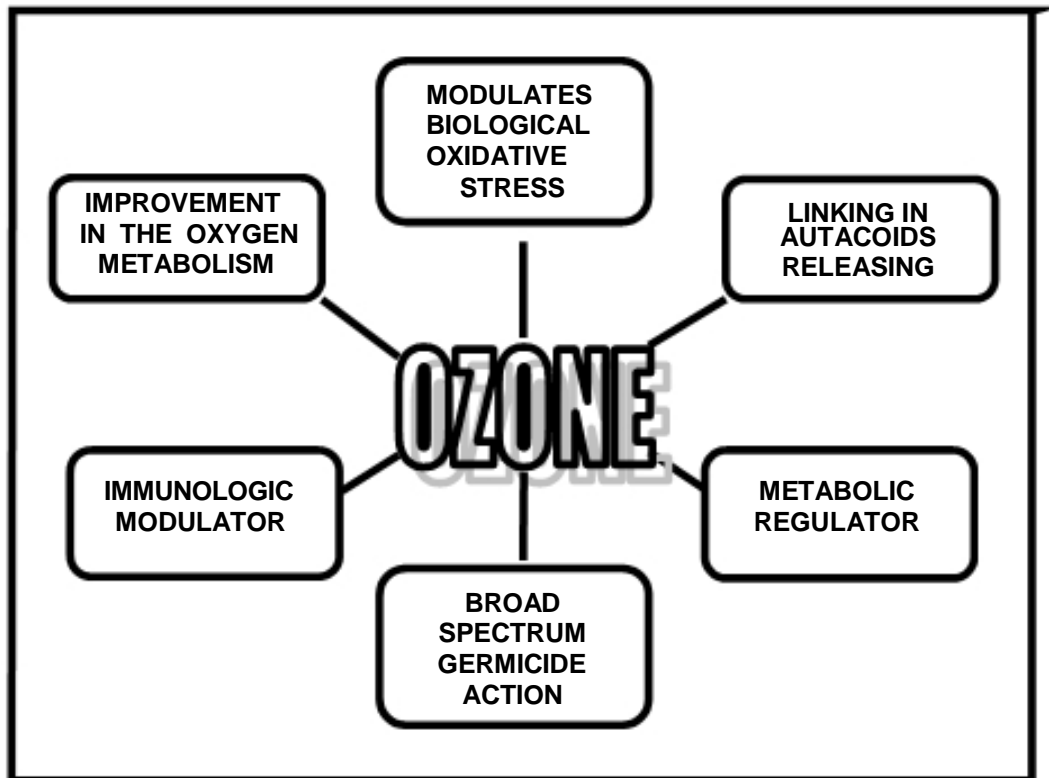 MODULATES
BIOLOGICAL
OXIDATIVE
STRESS
IMPROVEMENT
IN THE OXYGEN
METABOLISM
LINKING IN
AUTACOIDS
RELEASING
OZONE
IMMUNOLOGIC
MODULATOR
METABOLIC
REGULATOR
BROAD
SPECTRUM
GERMICIDE
ACTION